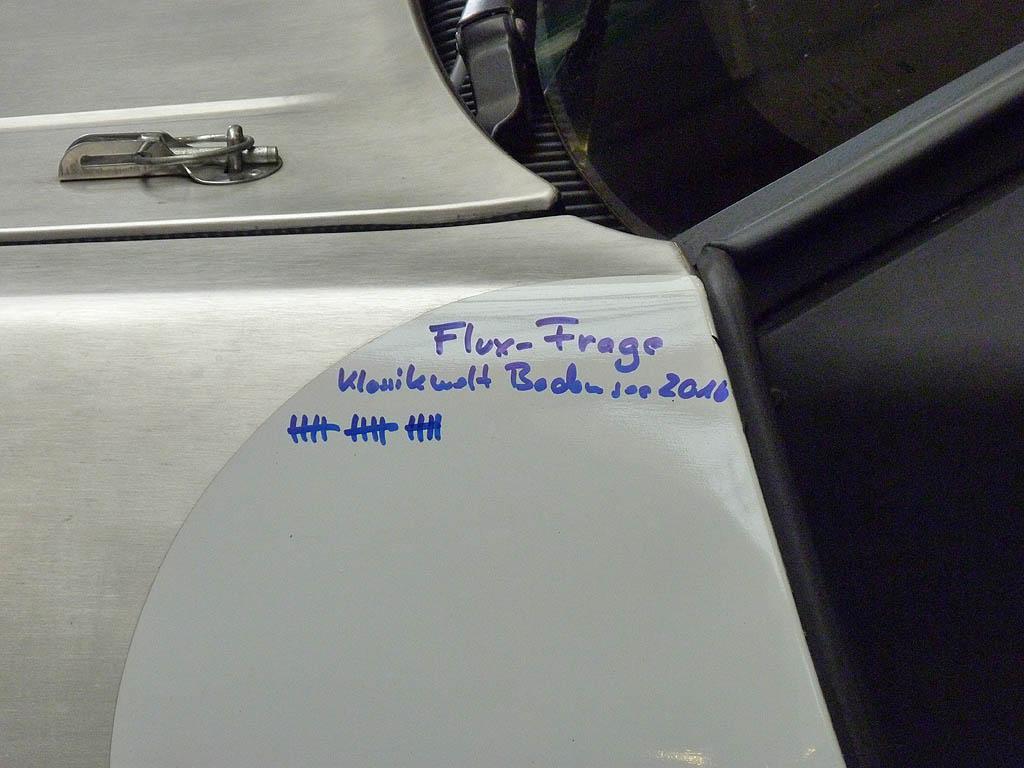 Flux-Frage
Klassikwelt Bodensee 2016